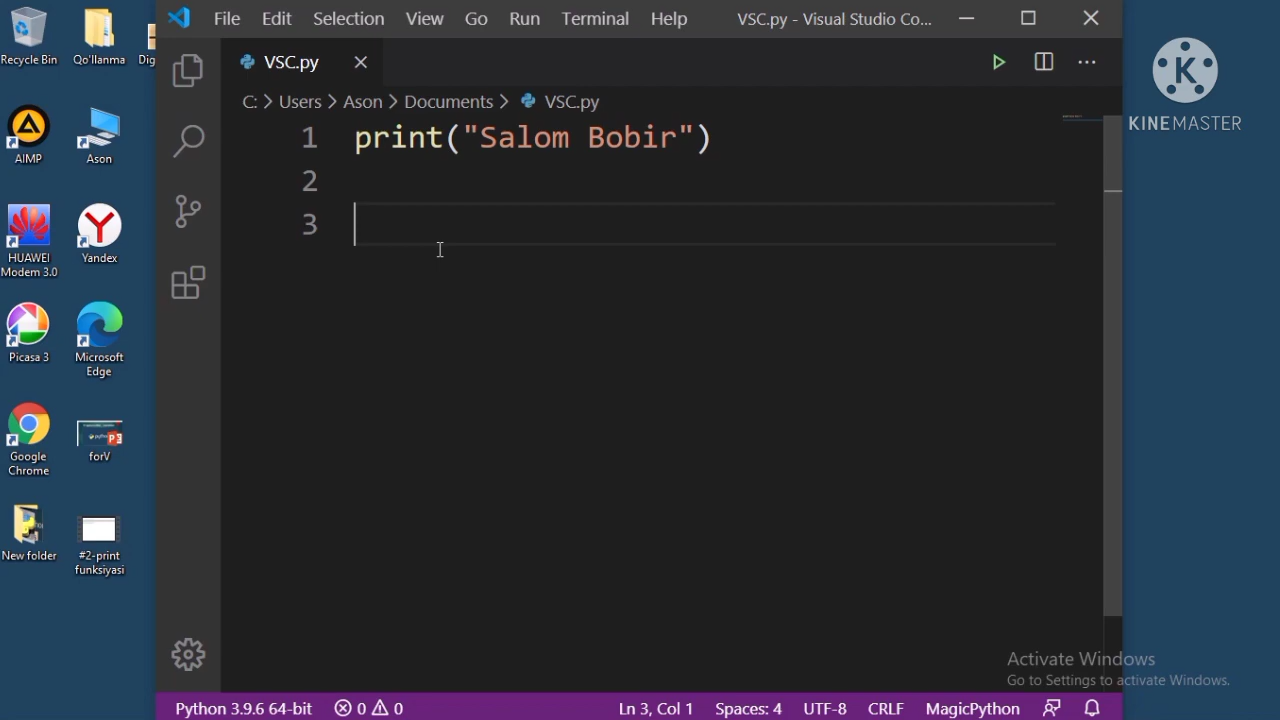 File Edit Selection View Go Run Terminal Help VSC.py - Visual Studio Co...
VSC.py
C: > Users > Ason > Documents > VSC.py
1 print("Salom Bobir")
2
3
Recycle Bin
Qo'llanma
Dig
AIMP
Ason
HUAWEI
Modem 3.0
Yandex
Picasa 3
Microsoft
Edge
Google
Chrome
forV
New folder
#2-print
funksiyasi
K
KINEMASTER
Activate Windows
Go to Settings to activate Windows.
Python 3.9.6 64-bit 0 0 Ln 3, Col 1 Spaces: 4 UTF-8 CRLF MagicPython